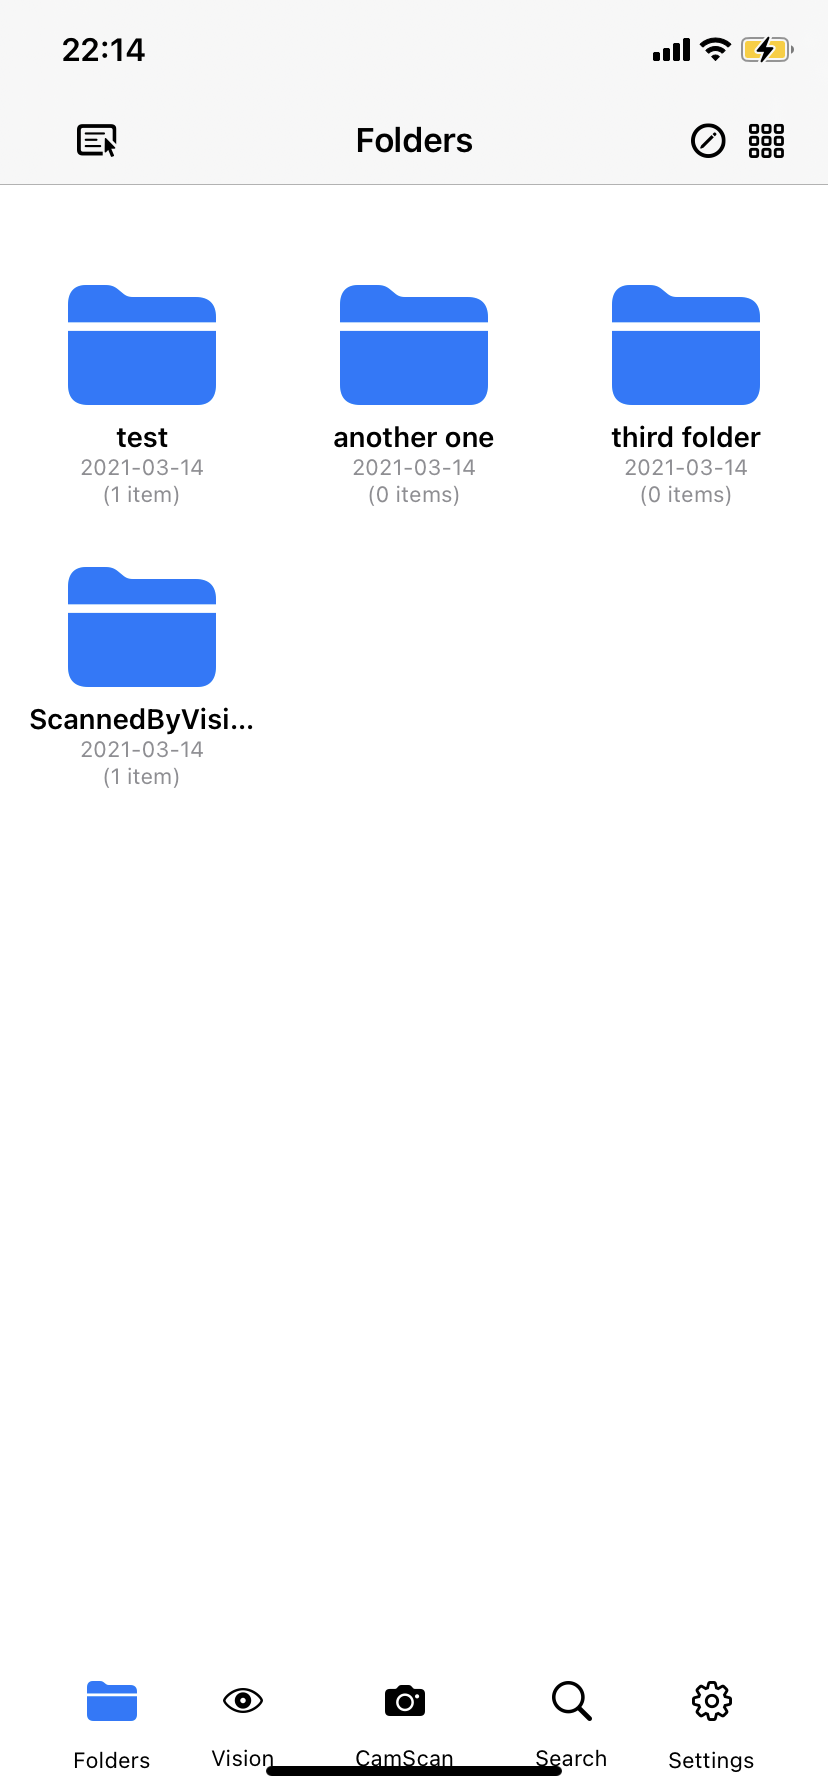 22:14
Folders
test
2021-03-14
(1 item)
another one
2021-03-14
(0 items)
third folder
2021-03-14
(0 items)
ScannedByVisi...
2021-03-14
(1 item)
Folders
Vision
CamScan
Search
Settings